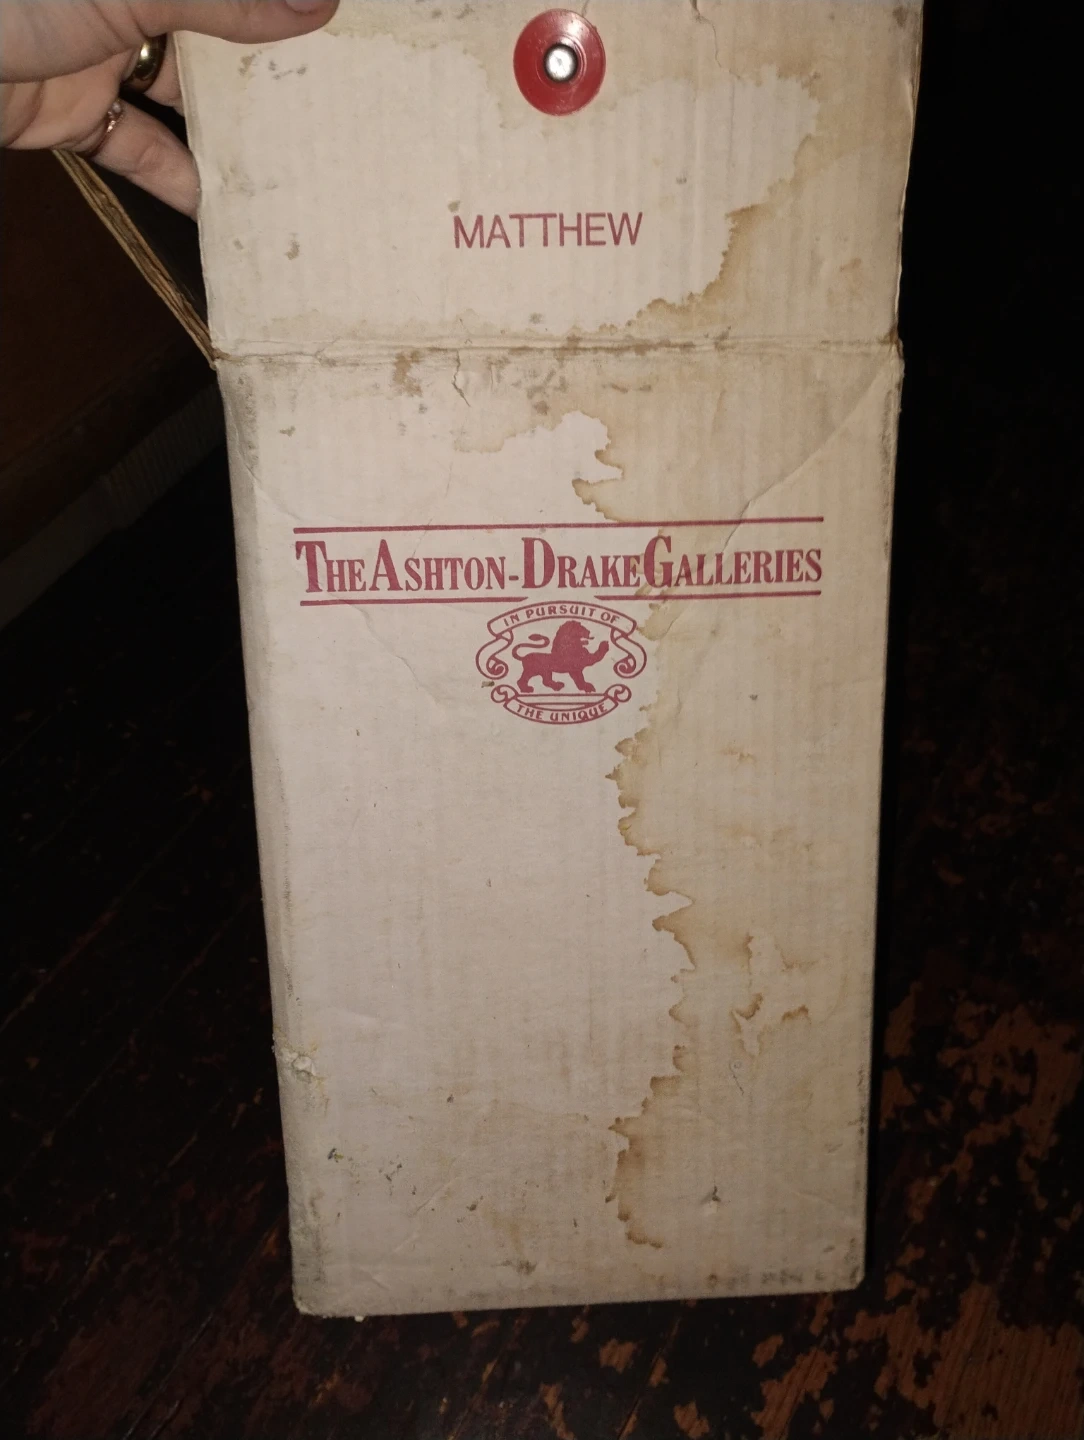 MATTHEW
THE ASHTON-DRAKE GALLERIES
IN PURSUIT OF
THE UNIQUE